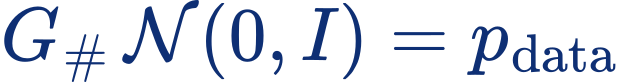 G_# 𝒩(0, I) = p_data